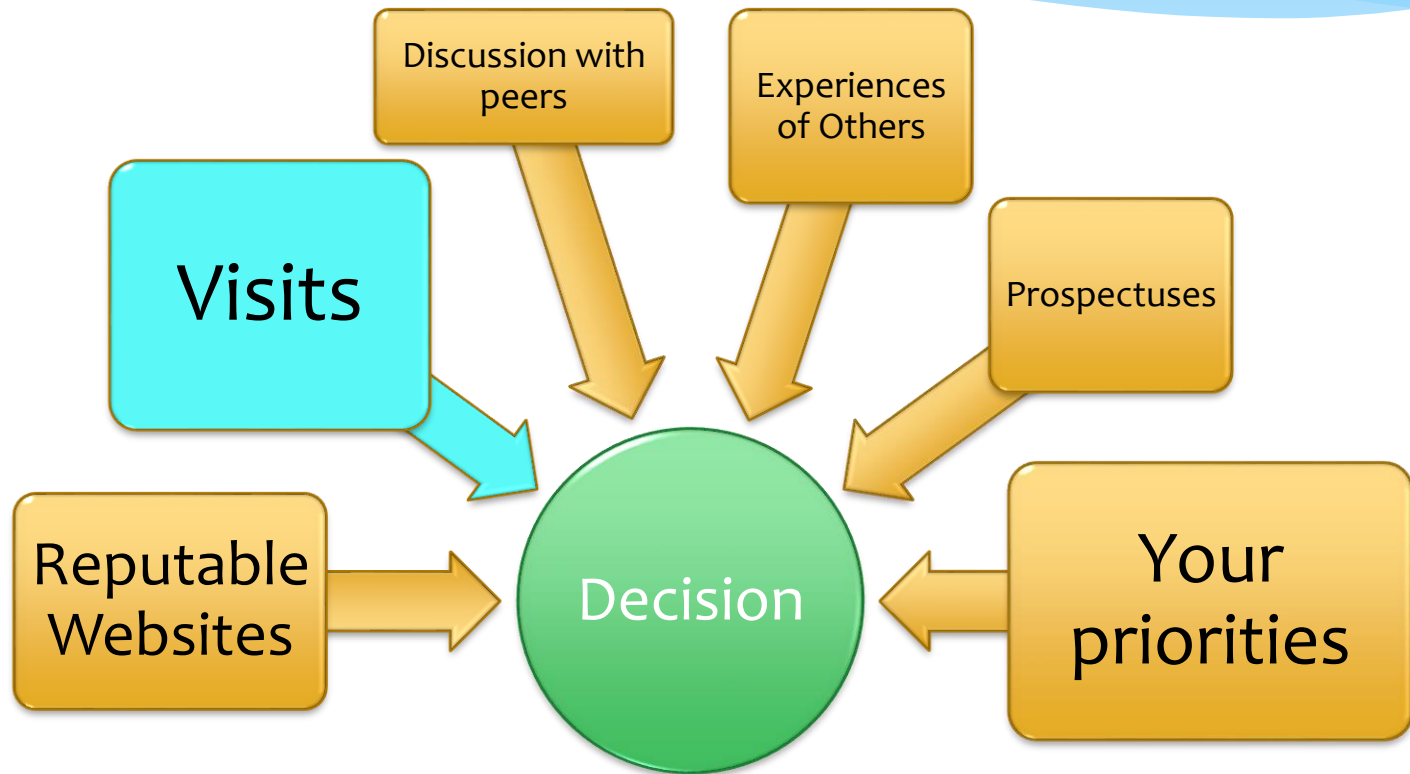 Discussion with
peers
Experiences
of Others
Visits
Prospectuses
Reputable
Websites
Decision
Your
priorities